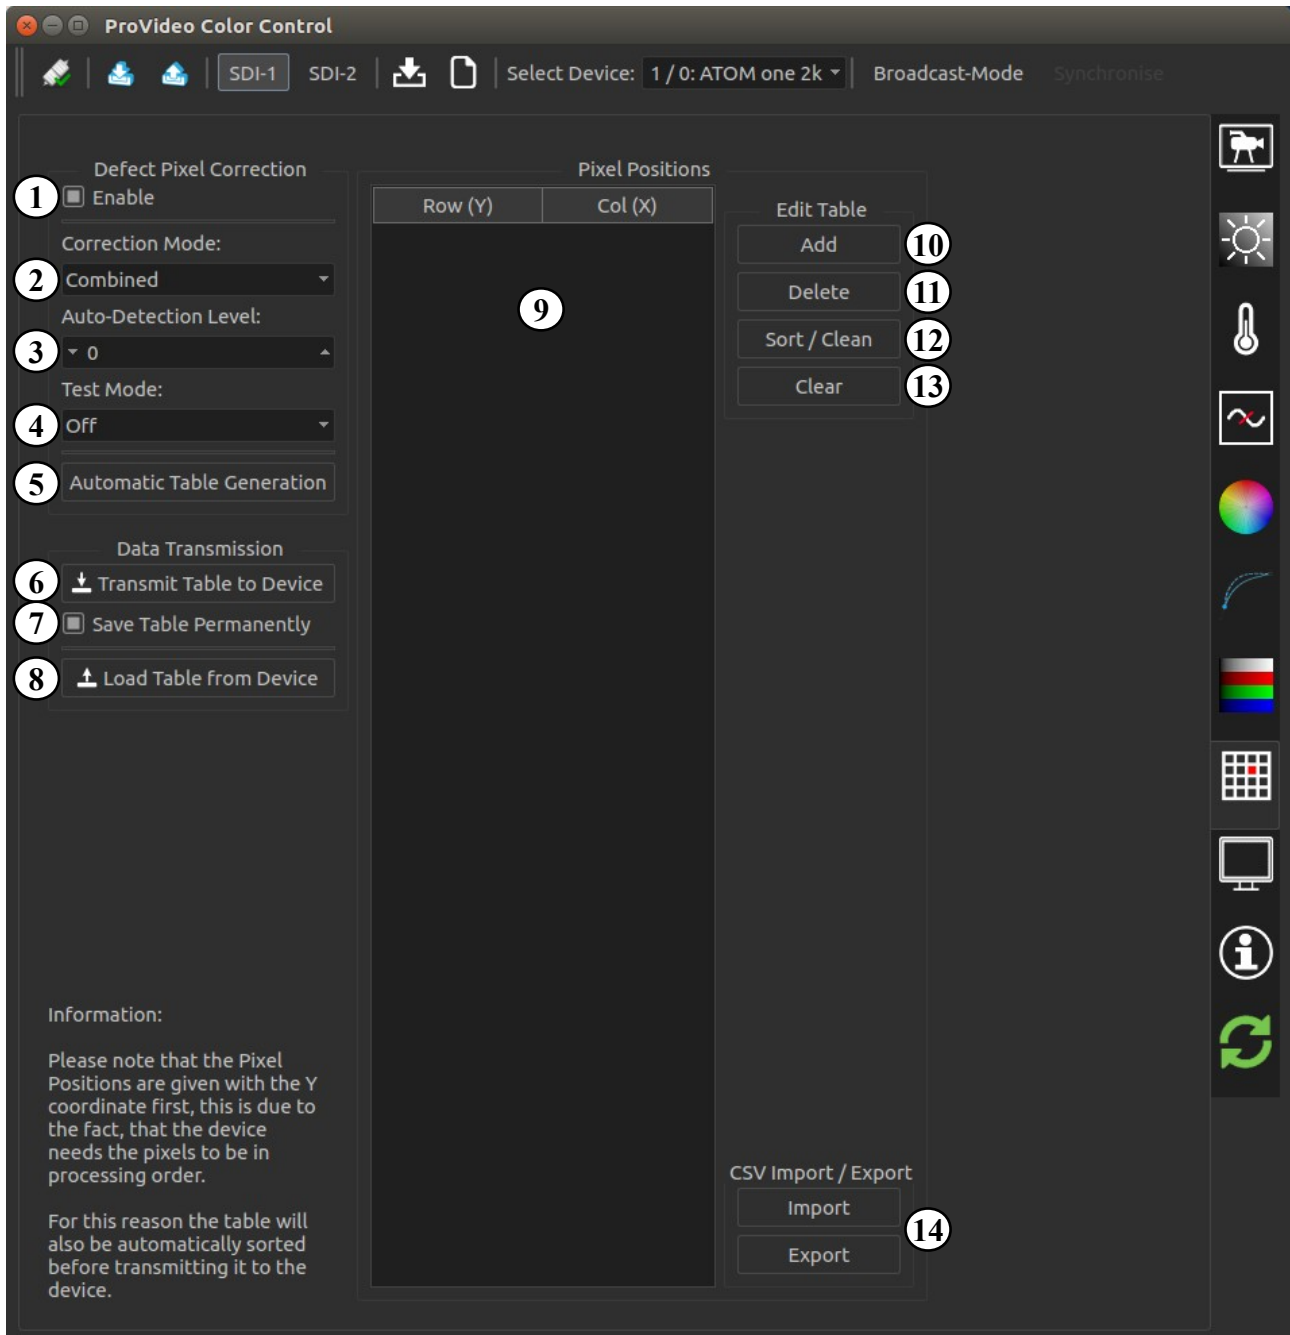 ProVideo Color Control
SDI-1 SDI-2 Select Device: 1 / 0: ATOM one 2k Broadcast-Mode Synchronise
Defect Pixel Correction
1 Enable
Correction Mode:
2 Combined
Auto-Detection Level:
3 0
Test Mode:
4 Off
5 Automatic Table Generation
Data Transmission
6 Transmit Table to Device
7 Save Table Permanently
8 Load Table from Device
Information:
Please note that the Pixel
Positions are given with the Y
coordinate first, this is due to
the fact, that the device
needs the pixels to be in
processing order.
For this reason the table will
also be automatically sorted
before transmitting it to the
device.
Pixel Positions
Row (Y) Col (X)
9
Edit Table
Add 10
Delete 11
Sort / Clean 12
Clear 13
CSV Import / Export
Import
14
Export